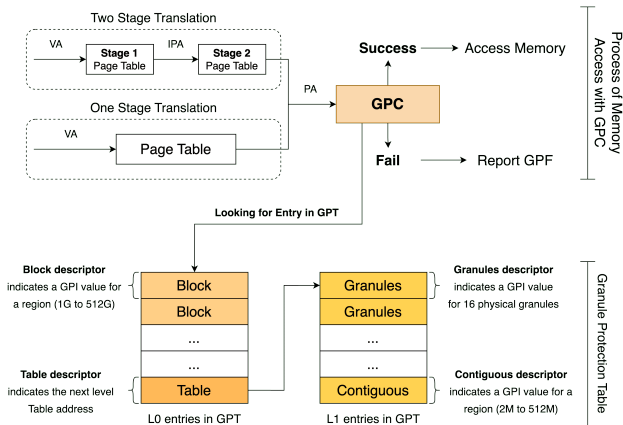 Two Stage Translation
VA
Stage 1
Page Table
IPA
Stage 2
Page Table
One Stage Translation
VA
Page Table
PA
GPC
Success
Access Memory
Fail
Report GPF
Process of Memory
Access with GPC
Looking for Entry in GPT
Block descriptor
indicates a GPI value for
a region (1G to 512G)
Table descriptor
indicates the next level
Table address
Block
Block
...
...
Table
L0 entries in GPT
Granules
Granules
...
...
Contiguous
L1 entries in GPT
Granules descriptor
indicates a GPI value
for 16 physical granules
Contiguous descriptor
indicates a GPI value for a
region (2M to 512M)
Granule Protection Table